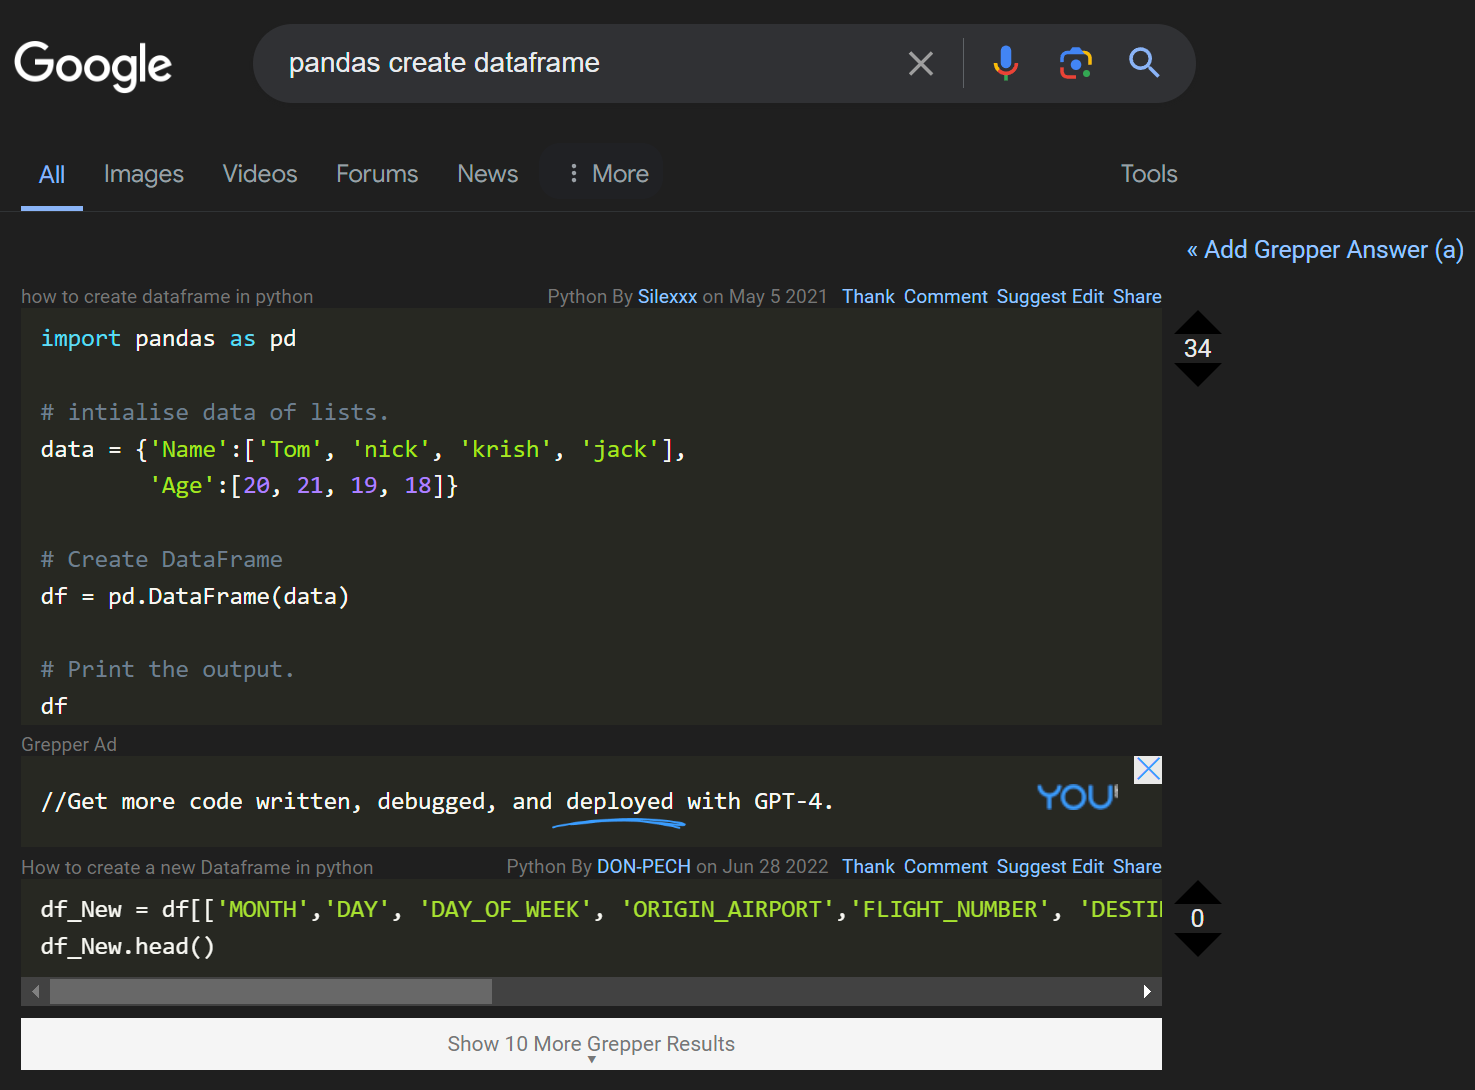 Google
pandas create dataframe
All Images Videos Forums News More Tools
« Add Grepper Answer (a)
how to create dataframe in python Python By Silexxx on May 5 2021 Thank Comment Suggest Edit Share
import pandas as pd
34
# intialise data of lists.
data = {'Name':['Tom', 'nick', 'krish', 'jack'],
'Age':[20, 21, 19, 18]}
# Create DataFrame
df = pd.DataFrame(data)
# Print the output.
df
Grepper Ad
//Get more code written, debugged, and deployed with GPT-4.
YOU
How to create a new Dataframe in python Python By DON-PECH on Jun 28 2022 Thank Comment Suggest Edit Share
df_New = df[['MONTH','DAY', 'DAY_OF_WEEK', 'ORIGIN_AIRPORT','FLIGHT_NUMBER',
0
df_New.head()
Show 10 More Grepper Results